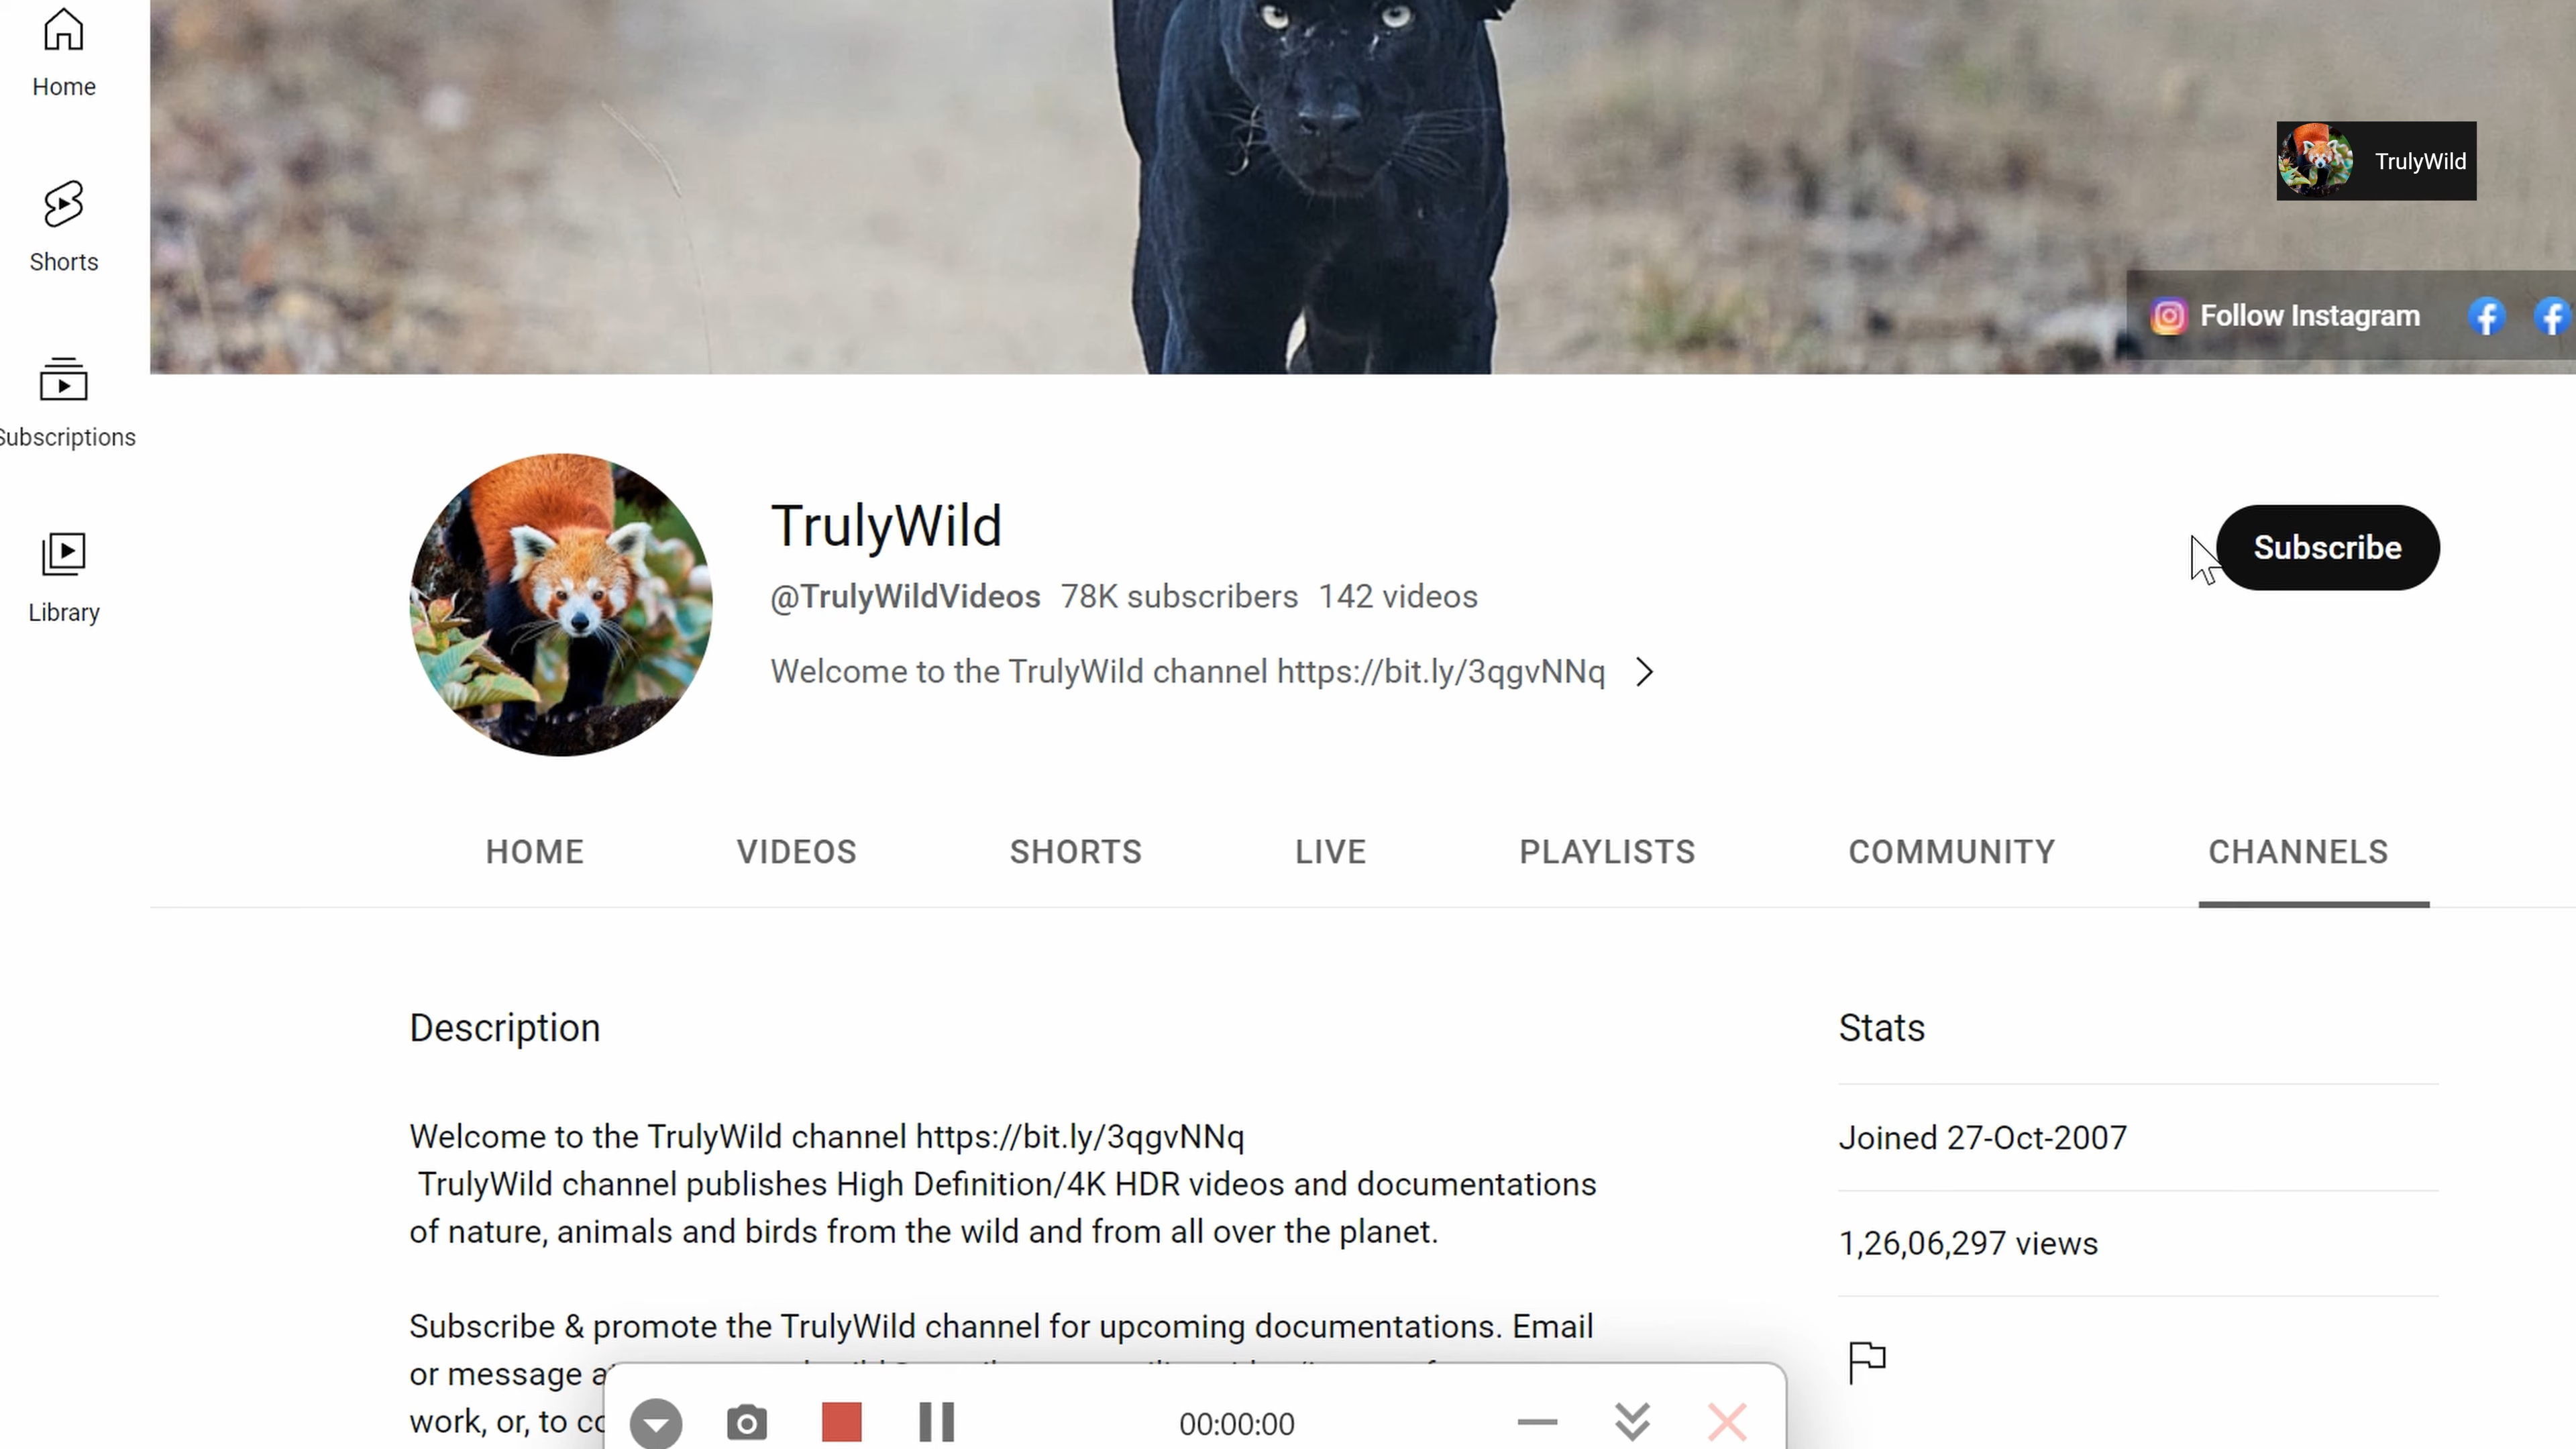 Home
TrulyWild
Shorts
Follow Instagram
Subscriptions
TrulyWild
Subscribe
@TrulyWildVideos 78K subscribers 142 videos
Library
Welcome to the TrulyWild channel https://bit.ly/3qgvNNq
HOME VIDEOS SHORTS LIVE PLAYLISTS COMMUNITY CHANNELS
Description
Stats
Welcome to the TrulyWild channel https://bit.ly/3qgvNNq
TrulyWild channel publishes High Definition/4K HDR videos and documentations
of nature, animals and birds from the wild and from all over the planet.
Joined 27-Oct-2007
1,26,06,297 views
Subscribe & promote the TrulyWild channel for upcoming documentations. Email
or message
work, or, to
00:00:00